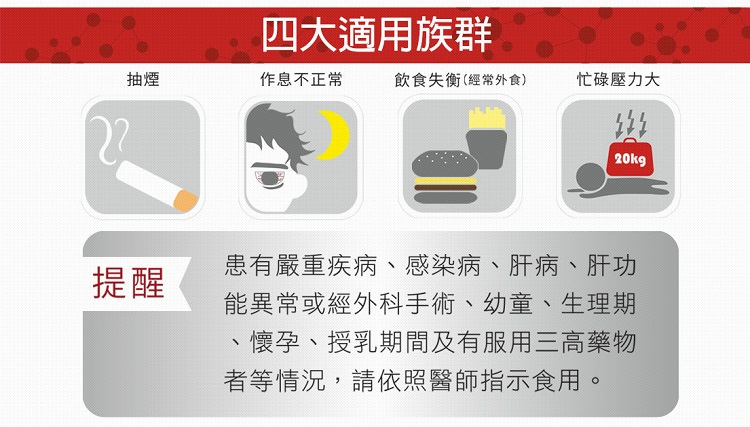 四大適用族群
抽煙
作息不正常
飲食失衡(經常外食)
忙碌壓力大
20kg
提醒
患有嚴重疾病、感染病、肝病、肝功
能異常或經外科手術、幼童、生理期
、懷孕、授乳期間及有服用三高藥物
者等情況，請依照醫師指示食用。